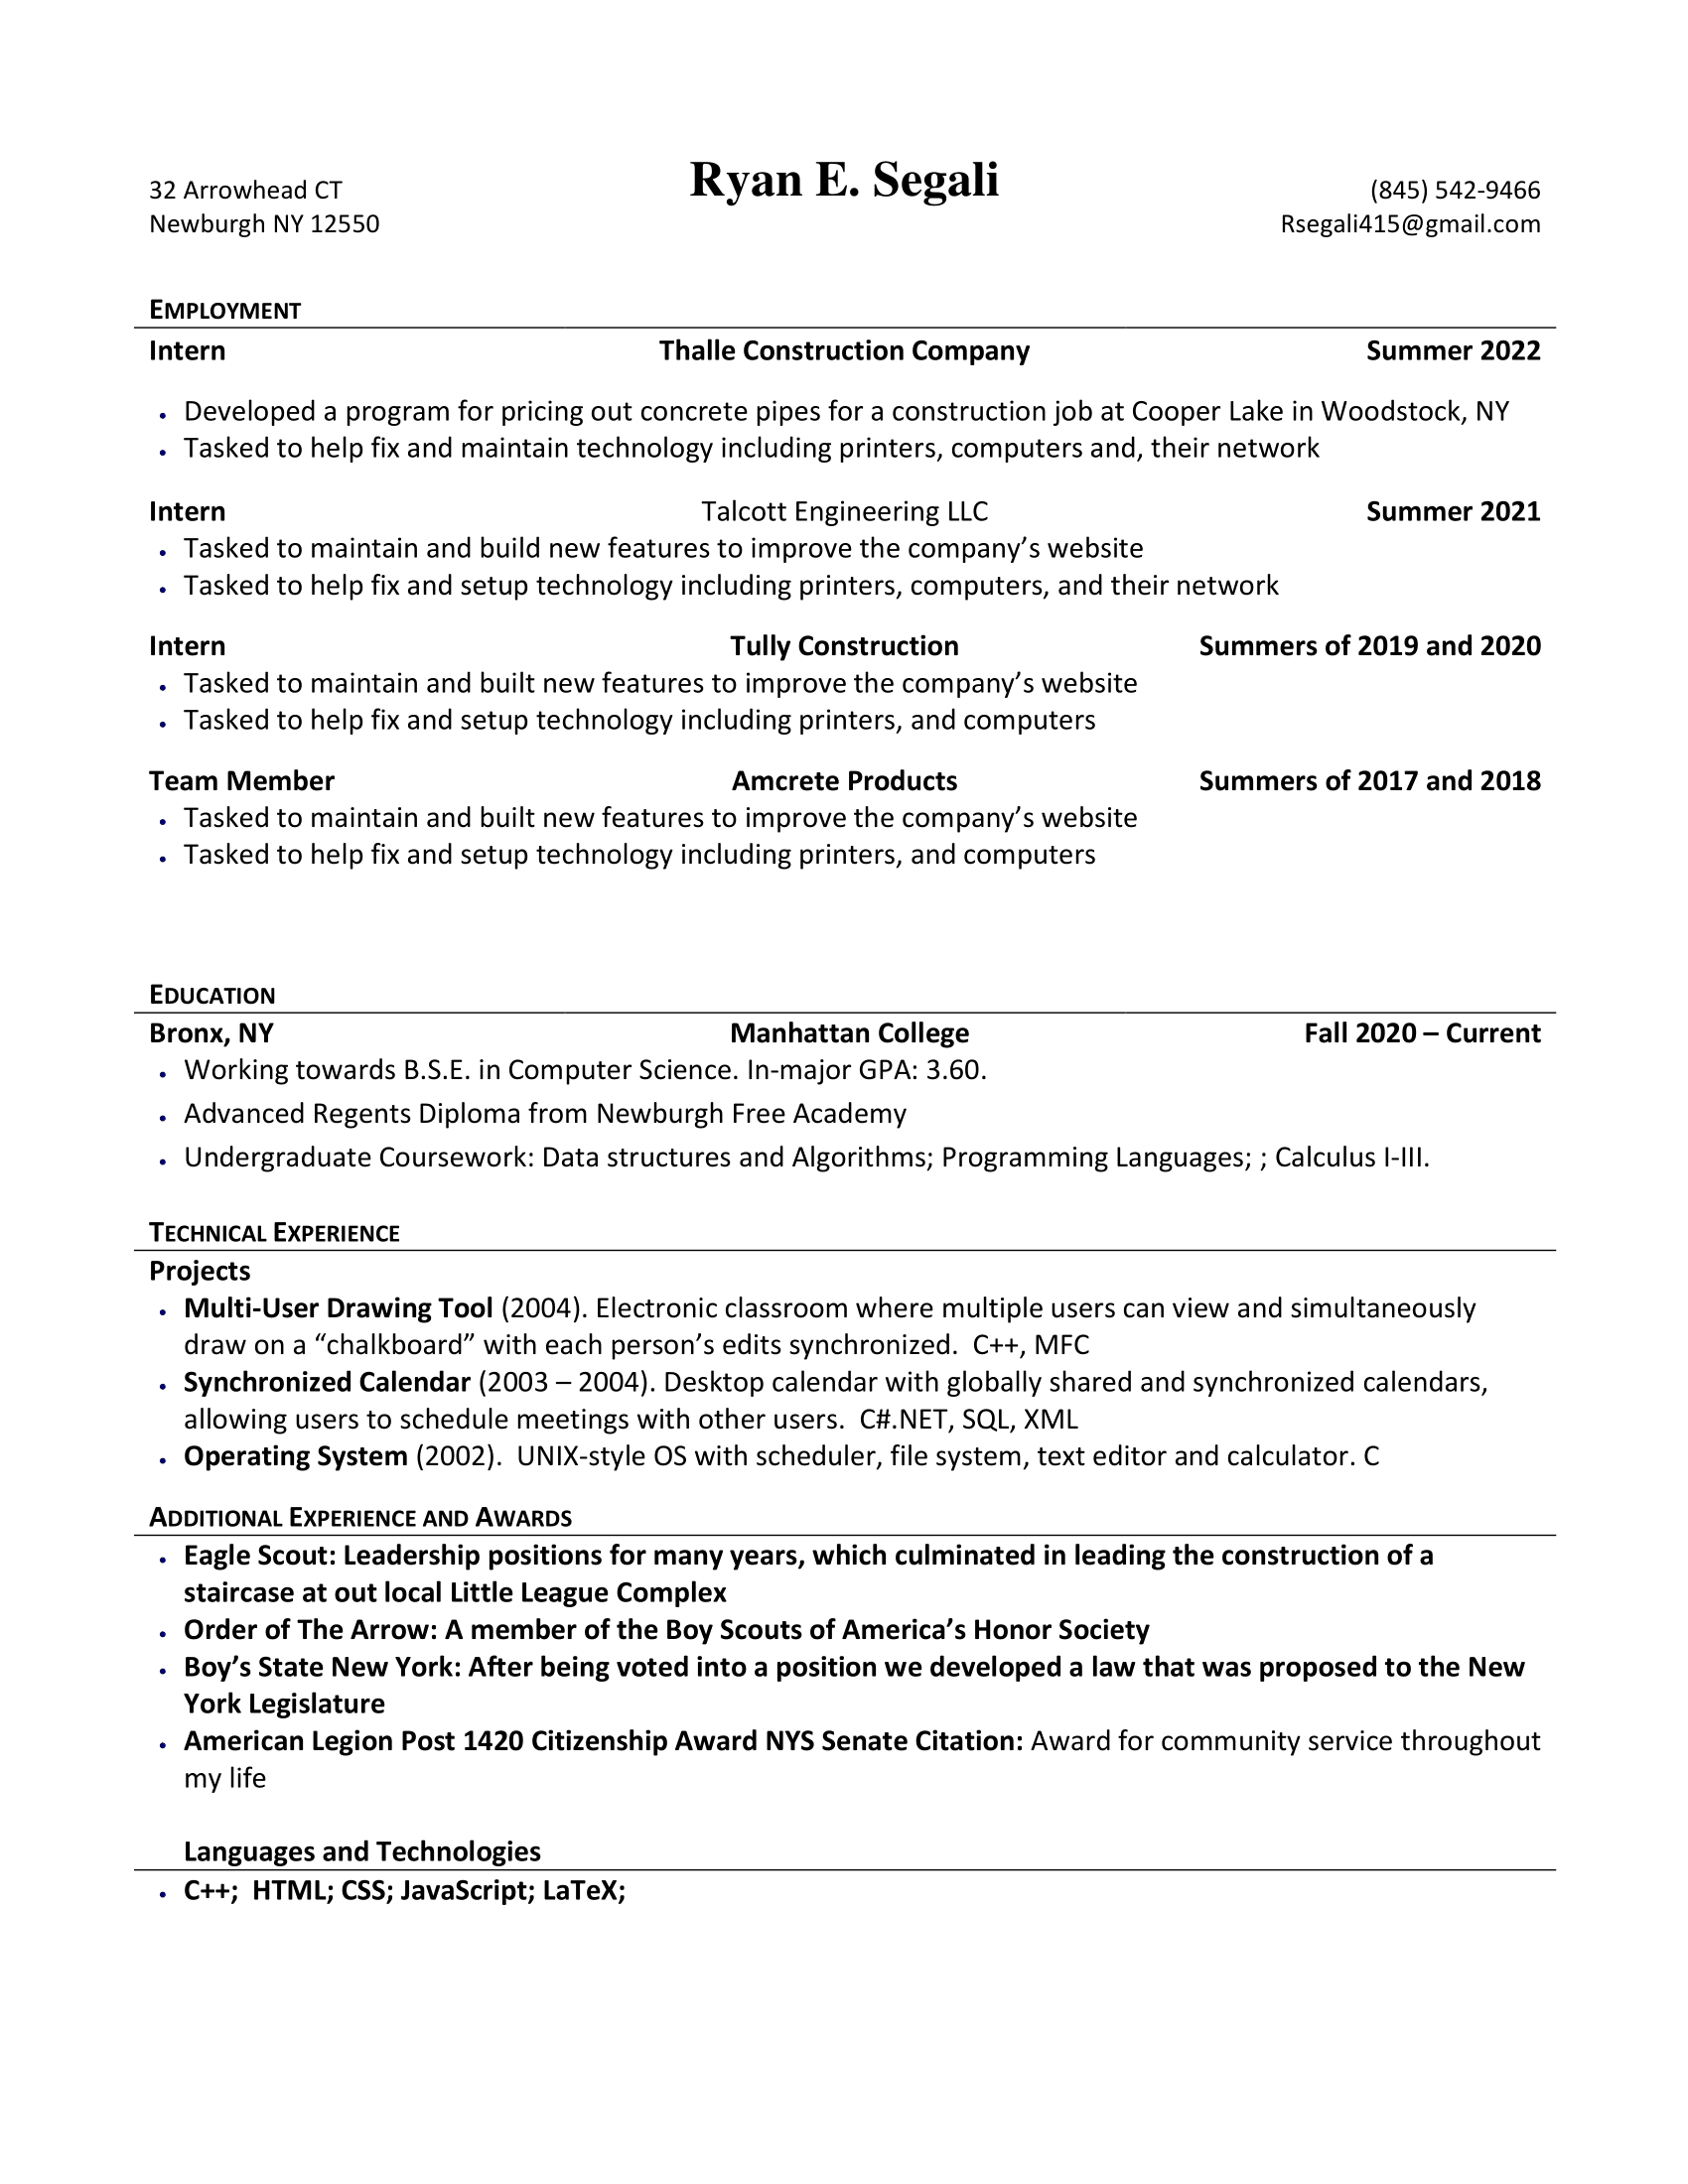 Ryan E. Segali
32 Arrowhead CT (845) 542-9466
Newburgh NY 12550 Rsegali415@gmail.com
EMPLOYMENT
Intern Thalle Construction Company Summer 2022
• Developed a program for pricing out concrete pipes for a construction job at Cooper Lake in Woodstock, NY
• Tasked to help fix and maintain technology including printers, computers and, their network
Intern Talcott Engineering LLC Summer 2021
• Tasked to maintain and build new features to improve the company’s website
• Tasked to help fix and setup technology including printers, computers, and their network
Intern Tully Construction Summers of 2019 and 2020
• Tasked to maintain and built new features to improve the company’s website
• Tasked to help fix and setup technology including printers, and computers
Team Member Amcrete Products Summers of 2017 and 2018
• Tasked to maintain and built new features to improve the company’s website
• Tasked to help fix and setup technology including printers, and computers
EDUCATION
Bronx, NY Manhattan College Fall 2020 – Current
• Working towards B.S.E. in Computer Science. In-major GPA: 3.60.
• Advanced Regents Diploma from Newburgh Free Academy
• Undergraduate Coursework: Data structures and Algorithms; Programming Languages; ; Calculus I-III.
TECHNICAL EXPERIENCE
Projects
• Multi-User Drawing Tool (2004). Electronic classroom where multiple users can view and simultaneously
draw on a “chalkboard” with each person’s edits synchronized.  C++, MFC
• Synchronized Calendar (2003 – 2004). Desktop calendar with globally shared and synchronized calendars,
allowing users to schedule meetings with other users.  C#.NET, SQL, XML
• Operating System (2002).  UNIX-style OS with scheduler, file system, text editor and calculator. C
ADDITIONAL EXPERIENCE AND AWARDS
• Eagle Scout: Leadership positions for many years, which culminated in leading the construction of a
staircase at out local Little League Complex
• Order of The Arrow: A member of the Boy Scouts of America’s Honor Society
• Boy’s State New York: After being voted into a position we developed a law that was proposed to the New
York Legislature
• American Legion Post 1420 Citizenship Award NYS Senate Citation: Award for community service throughout
my life
Languages and Technologies
• C++;  HTML; CSS; JavaScript; LaTeX;